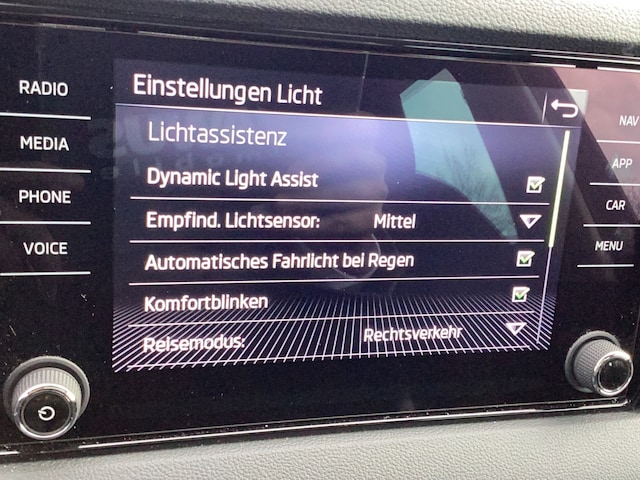 RADIO
MEDIA
PHONE
VOICE
Einstellungen Licht
Lichtassistenz
Dynamic Light Assist
Empfind. Lichtsensor: Mittel
Automatisches Fahrlicht bei Regen
Komfortblinken
Reisemodus: Rechtsverkehr
NAV
APP
CAR
MENU